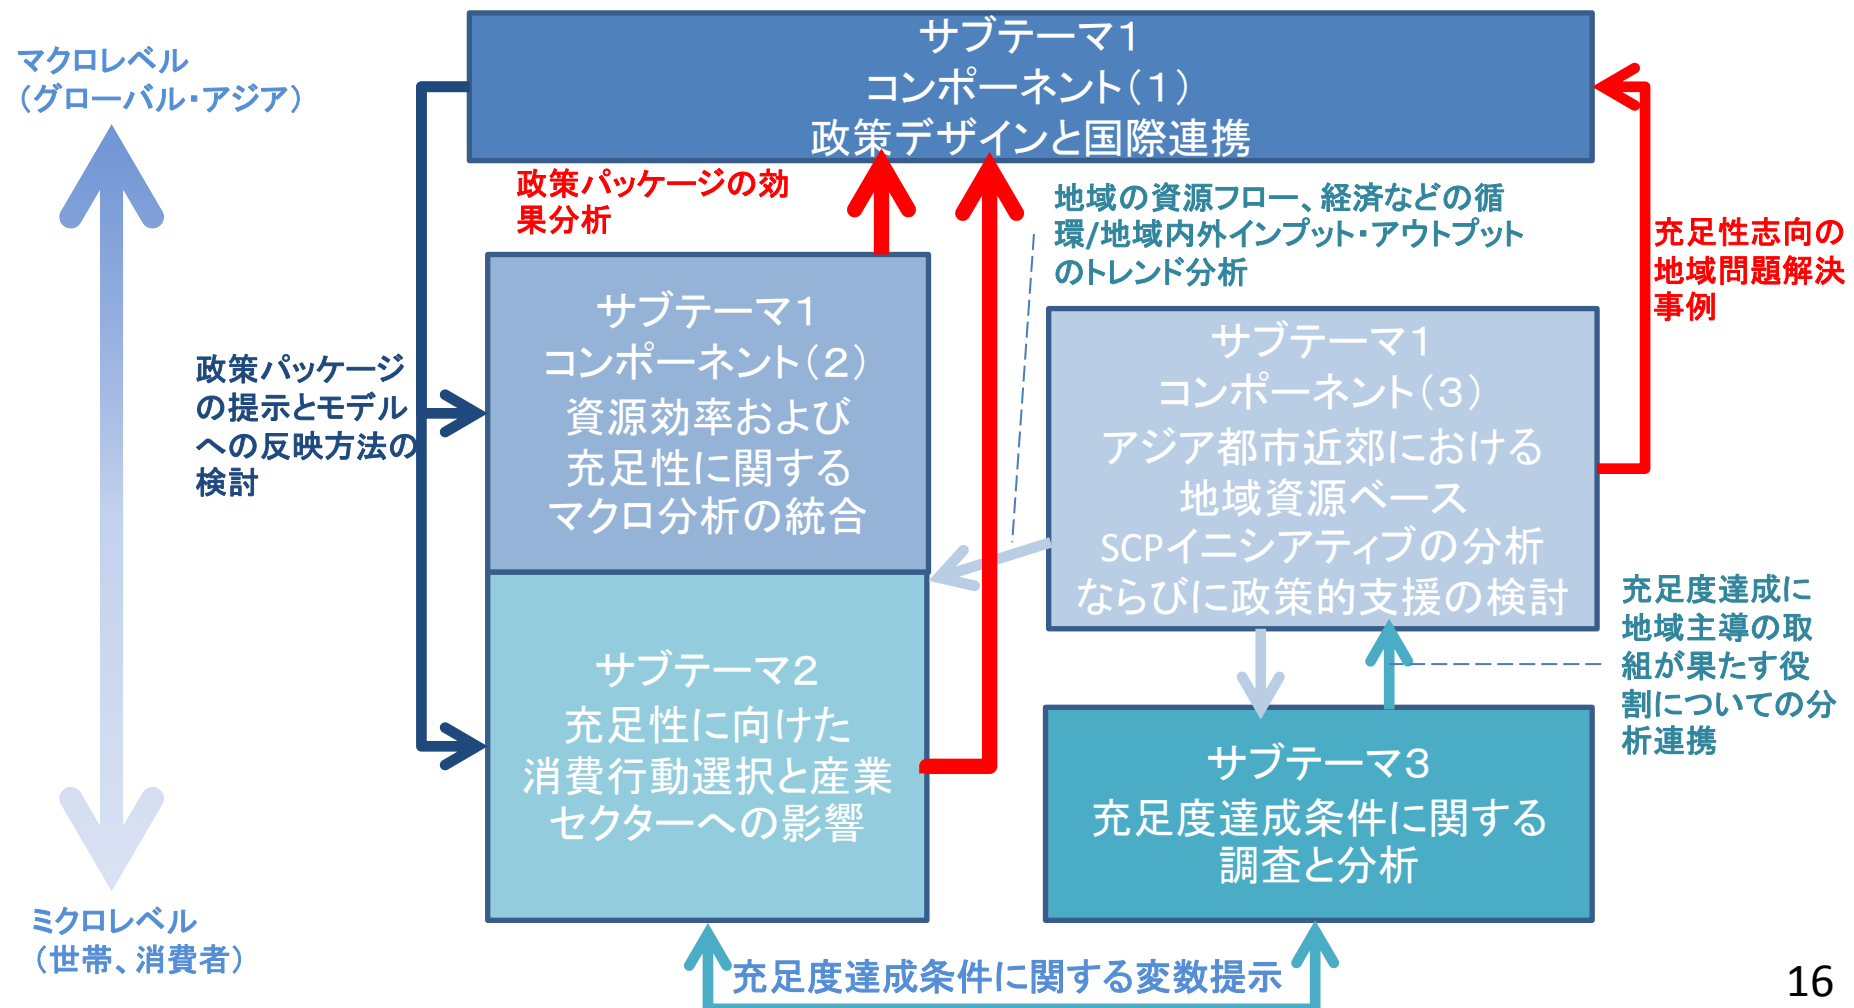 サブテーマ1
コンポーネント(1)
政策デザインと国際連携
マクロレベル
(グローバル・アジア)
政策パッケージの効
果分析
地域の資源フロー、経済などの循
環/地域内外インプット・アウトプット
のトレンド分析
充足性志向の
地域問題解決
事例
サブテーマ1
コンポーネント(2)
資源効率および
充足性に関する
マクロ分析の統合
サブテーマ1
コンポーネント(3)
アジア都市近郊における
地域資源ベース
SCPイニシアティブの分析
ならびに政策的支援の検討
政策パッケージ
の提示とモデル
への反映方法の
検討
充足度達成に
地域主導の取
組が果たす役
割についての分
析連携
サブテーマ2
充足性に向けた
消費行動選択と産業
セクターへの影響
サブテーマ3
充足度達成条件に関する
調査と分析
ミクロレベル
(世帯、消費者)
充足度達成条件に関する変数提示
16